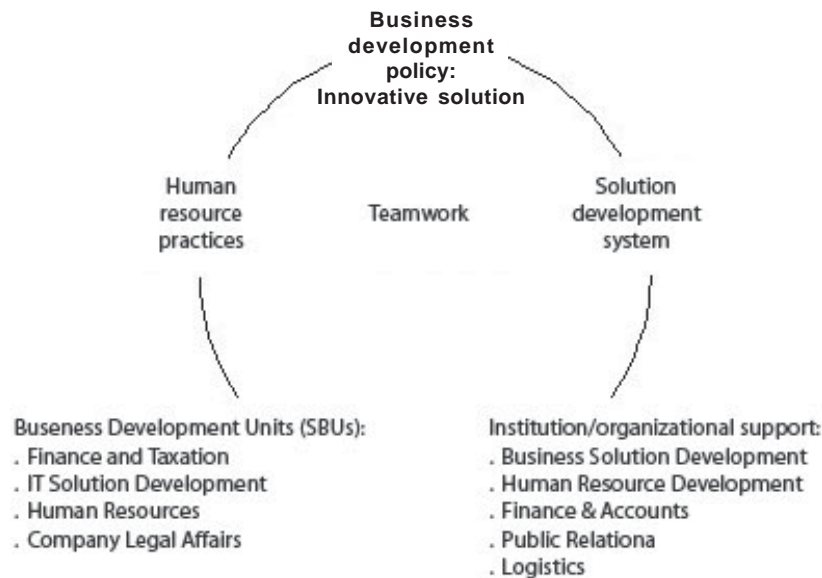 Business
development
policy:
Innovative solution
Human
resource
practices
Teamwork
Solution
development
system
Buseness Development Units (SBUs):
. Finance and Taxation
. IT Solution Development
. Human Resources
. Company Legal Affairs
Institution/organizational support:
. Business Solution Development
. Human Resource Development
. Finance & Accounts
. Public Relationa
. Logistics